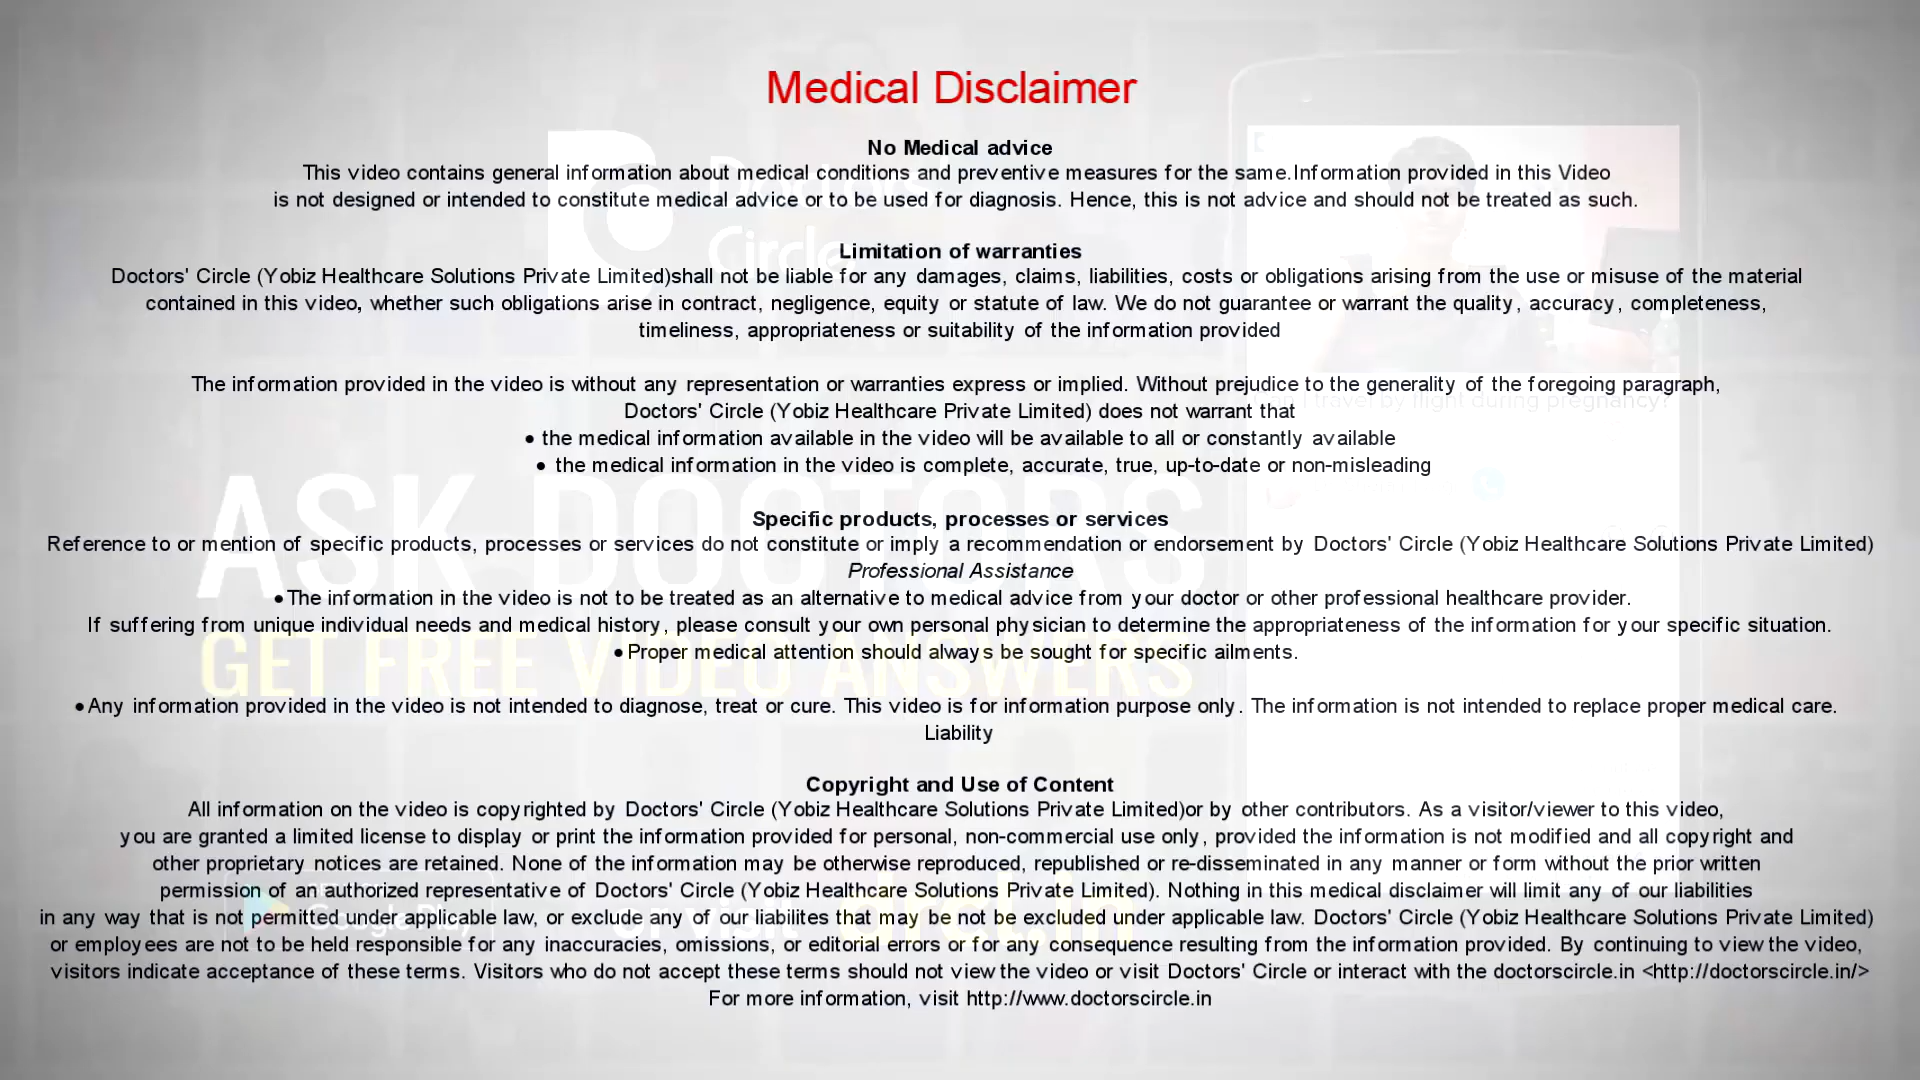 Medical Disclaimer
No Medical advice
This video contains general information about medical conditions and preventive measures for the same.Information provided in this Video
is not designed or intended to constitute medical advice or to be used for diagnosis. Hence, this is not advice and should not be treated as such.
Doctors
Circle
Limitation of warranties
Doctors' Circle (Yobiz Healthcare Solutions Private Limited)shall not be liable for any damages, claims, liabilities, costs or obligations arising from the use or misuse of the material
contained in this video, whether such obligations arise in contract, negligence, equity or statute of law. We do not guarantee or warrant the quality, accuracy, completeness,
timeliness, appropriateness or suitability of the information provided
The information provided in the video is without any representation or warranties express or implied. Without prejudice to the generality of the foregoing paragraph,
Can I travel by flight during pregnancy?
Doctors' Circle (Yobiz Healthcare Private Limited) does not warrant that
• the medical information available in the video will be available to all or constantly available
• the medical information in the video is complete, accurate, true, up-to-date or non-misleading
ASK DOCTORS
Specific products, processes or services
Reference to or mention of specific products, processes or services do not constitute or imply a recommendation or endorsement by Doctors' Circle (Yobiz Healthcare Solutions Private Limited)
Professional Assistance
•The information in the video is not to be treated as an alternative to medical advice from your doctor or other professional healthcare provider.
If suffering from unique individual needs and medical history, please consult your own personal physician to determine the appropriateness of the information for your specific situation.
GET FREE VIDEO ANSWERS
•Proper medical attention should always be sought for specific ailments.
•Any information provided in the video is not intended to diagnose, treat or cure. This video is for information purpose only. The information is not intended to replace proper medical care.
Liability
Copyright and Use of Content
All information on the video is copyrighted by Doctors' Circle (Yobiz Healthcare Solutions Private Limited)or by other contributors. As a visitor/viewer to this video,
you are granted a limited license to display or print the information provided for personal, non-commercial use only, provided the information is not modified and all copyright and
other proprietary notices are retained. None of the information may be otherwise reproduced, republished or re-disseminated in any manner or form without the prior written
permission of an authorized representative of Doctors' Circle (Yobiz Healthcare Solutions Private Limited). Nothing in this medical disclaimer will limit any of our liabilities
Google Play or visit drcl.in
in any way that is not permitted under applicable law, or exclude any of our liabilites that may be not be excluded under applicable law. Doctors' Circle (Yobiz Healthcare Solutions Private Limited)
or employees are not to be held responsible for any inaccuracies, omissions, or editorial errors or for any consequence resulting from the information provided. By continuing to view the video,
visitors indicate acceptance of these terms. Visitors who do not accept these terms should not view the video or visit Doctors' Circle or interact with the doctorscircle.in <http://doctorscircle.in/>
For more information, visit http://www.doctorscircle.in